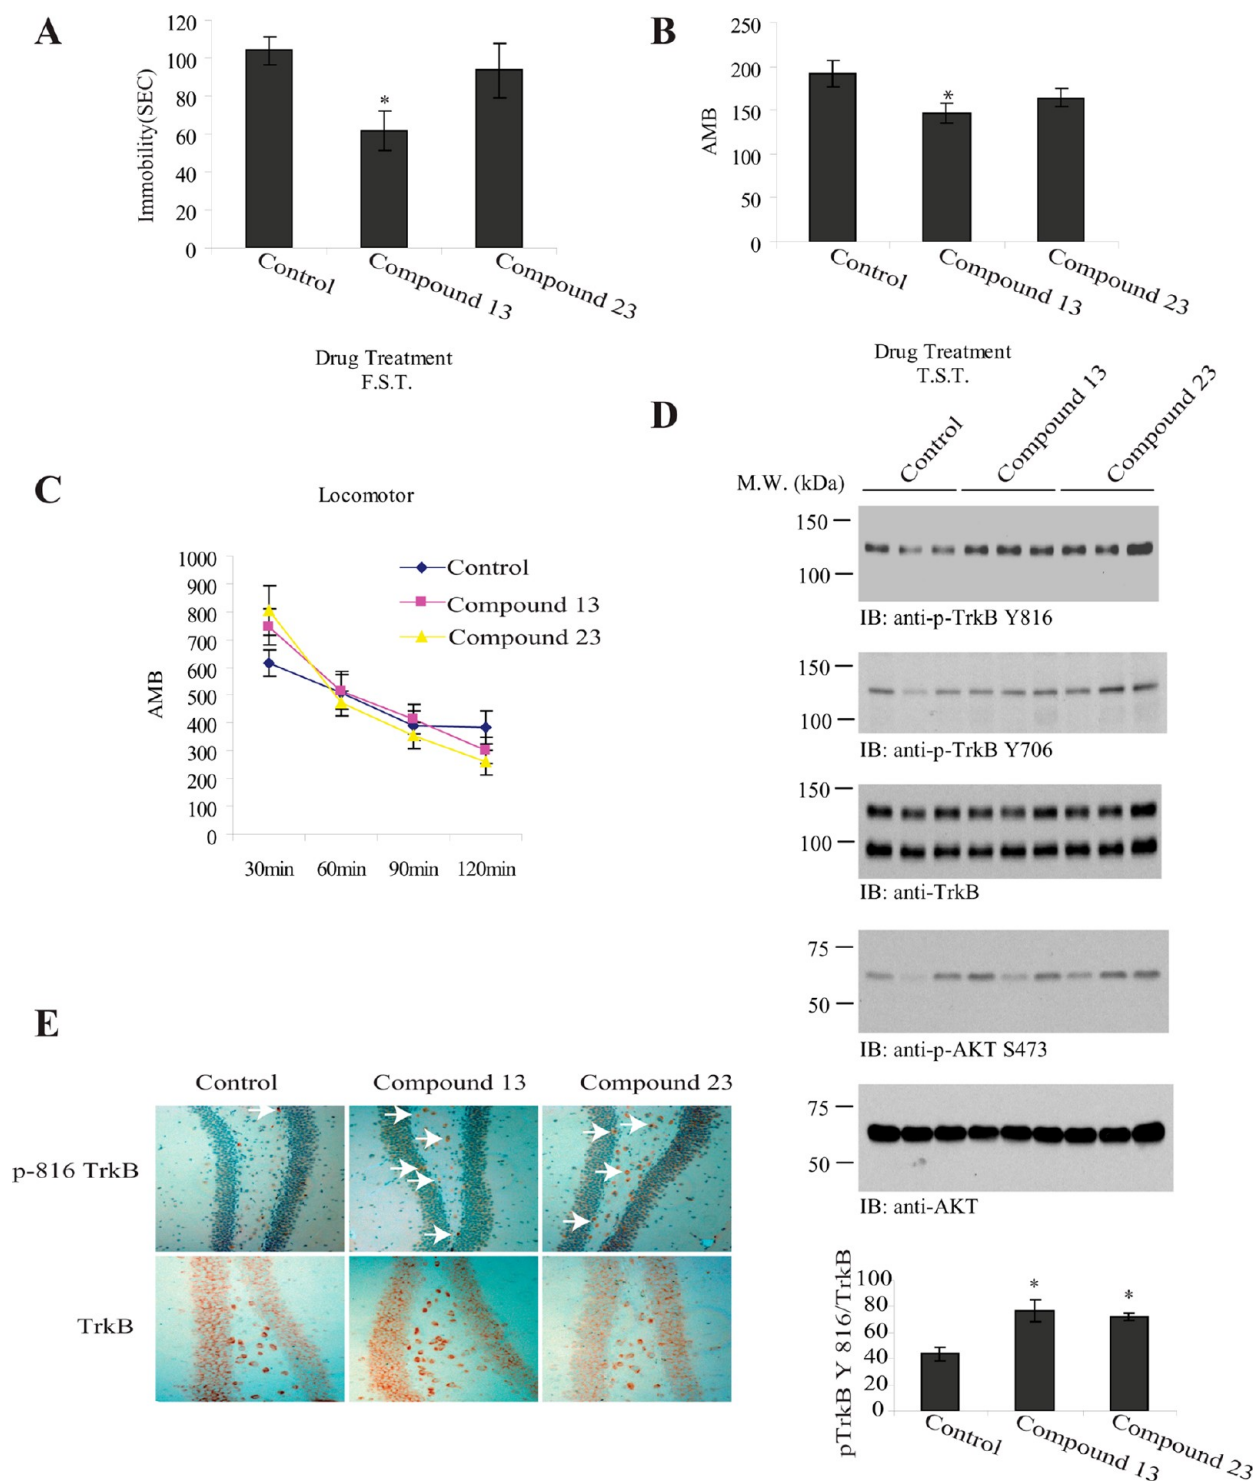 A
120
100
80
60
40
20
0
Immobility(SEC)
*
Control
Compound 13
Compound 23
Drug Treatment
F.S.T.
B
250
200
150
100
50
0
AMB
*
Control
Compound 13
Compound 23
Drug Treatment
T.S.T.
C
Locomotor
1000
900
800
700
600
500
400
300
200
100
0
AMB
Control
Compound 13
Compound 23
30min 60min 90min 120min
D
Control
Compound 13
Compound 23
M.W. (kDa)
150
100
IB: anti-p-TrkB Y816
150
100
IB: anti-p-TrkB Y706
150
100
IB: anti-TrkB
75
50
IB: anti-p-AKT S473
75
50
IB: anti-AKT
pTrkB Y 816/TrkB
100
80
60
40
20
0
*
*
Control
Compound 13
Compound 23
E
Control Compound 13 Compound 23
p-816 TrkB
TrkB